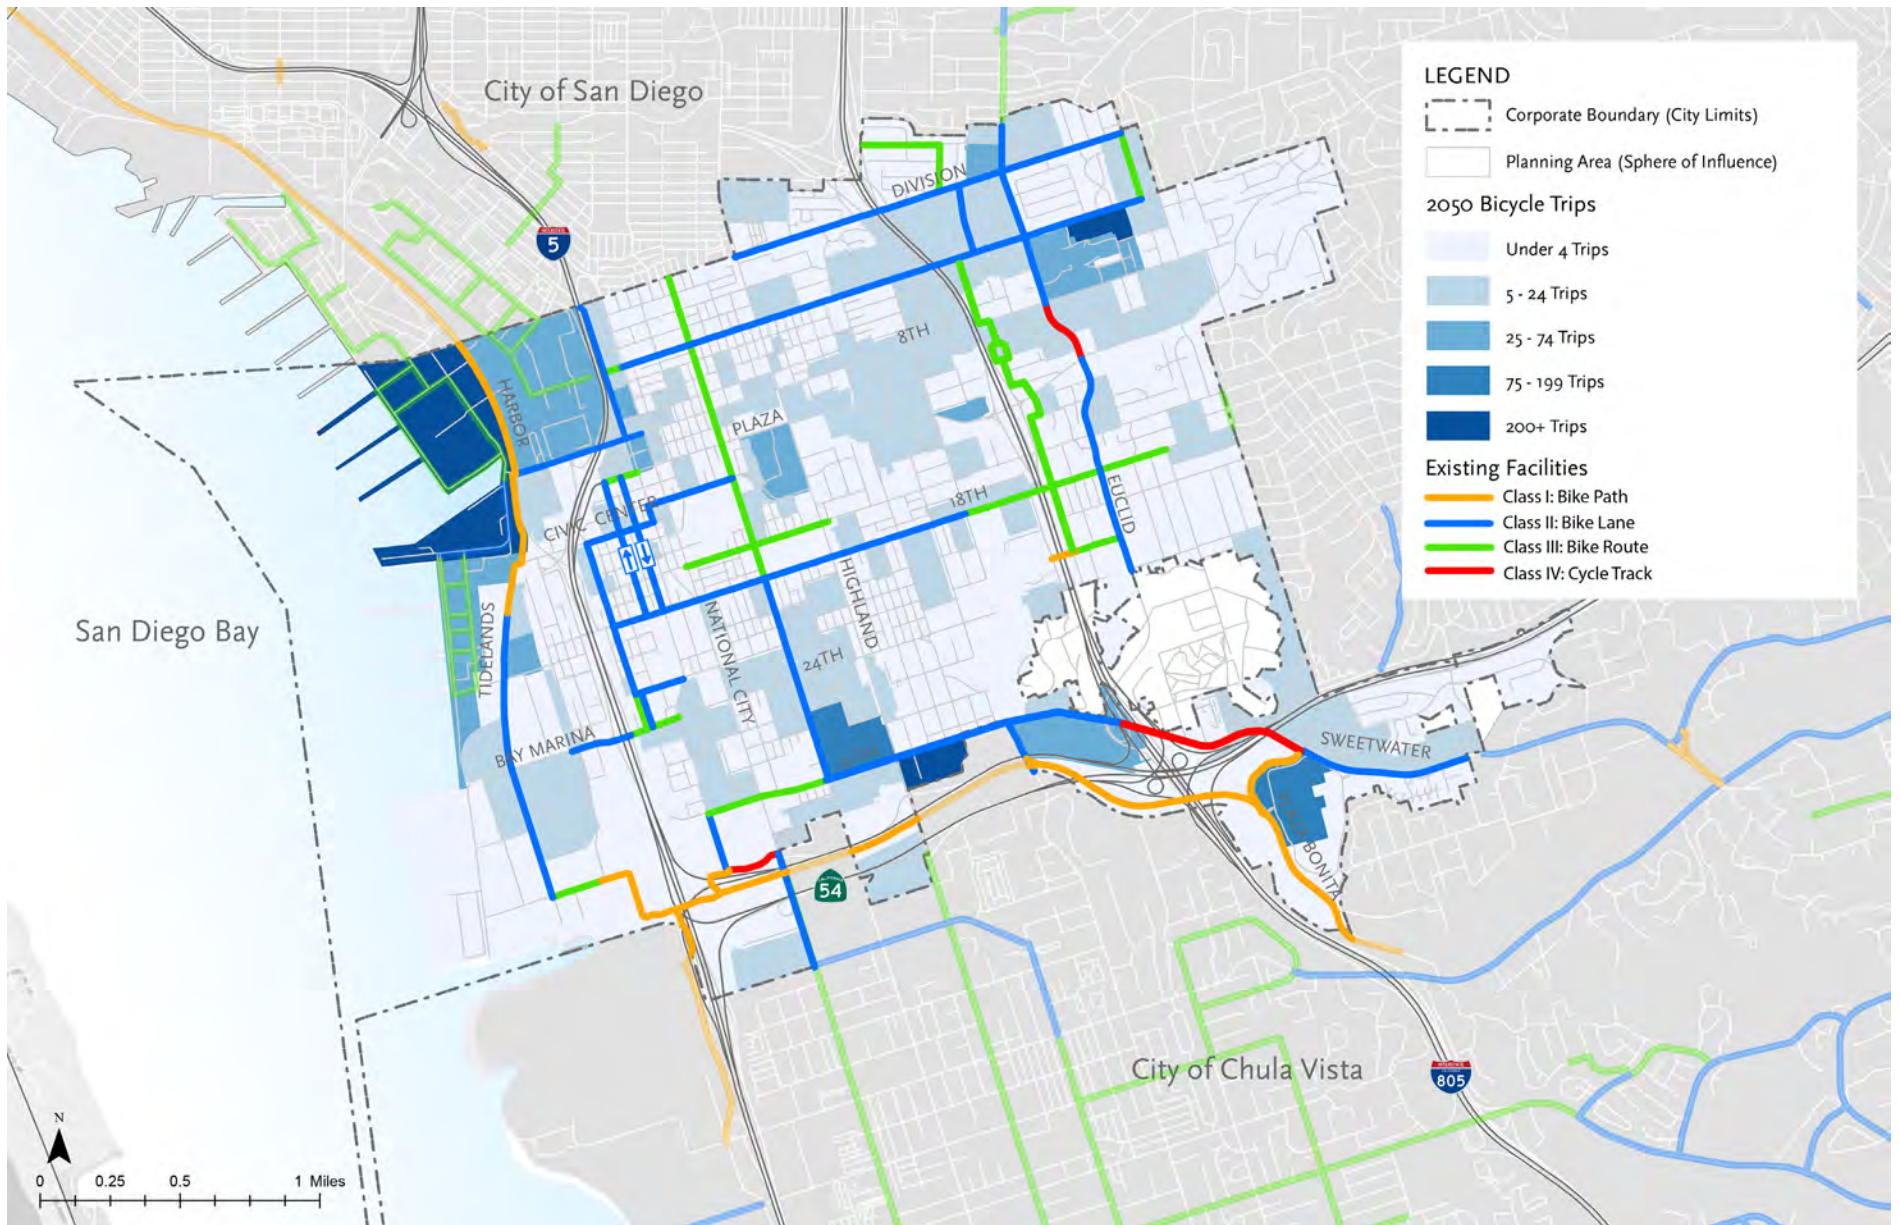 City of San Diego
LEGEND
Corporate Boundary (City Limits)
Planning Area (Sphere of Influence)
2050 Bicycle Trips
Under 4 Trips
5 - 24 Trips
25 - 74 Trips
75 - 199 Trips
200+ Trips
Existing Facilities
Class I: Bike Path
Class II: Bike Lane
Class III: Bike Route
Class IV: Cycle Track
DIVISION
5
8TH
HARBOR
PLAZA
18TH
EUCLID
CIVIC CENTER
HIGHLAND
San Diego Bay
TIDELANDS
NATIONAL CITY
24TH
BAY MARINA
SWEETWATER
PLAZA BONITA
54
City of Chula Vista
805
N
0 0.25 0.5 1 Miles